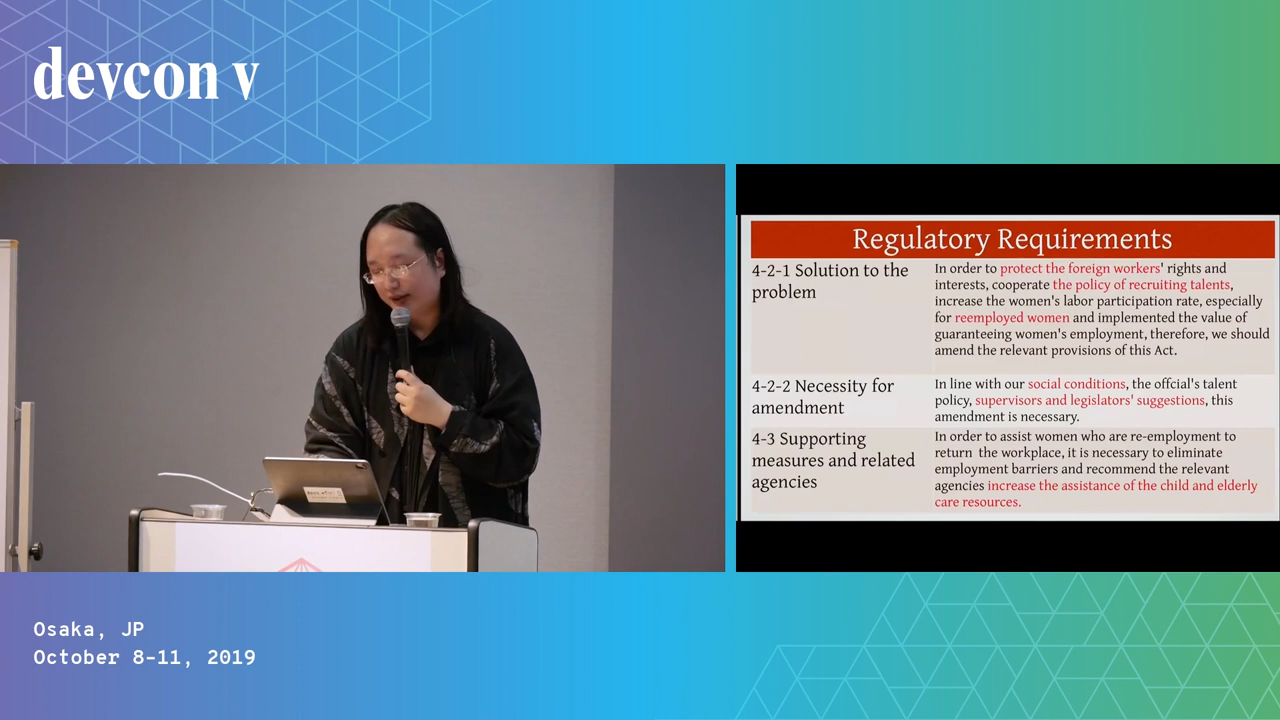 devcon v
Regulatory Requirements
4-2-1 Solution to the
problem
In order to protect the foreign workers' rights and
interests, cooperate the policy of recruiting talents,
increase the women's labor participation rate, especially
for reemployed women and implemented the value of
guaranteeing women's employment, therefore, we should
amend the relevant provisions of this Act.
4-2-2 Necessity for
amendment
In line with our social conditions, the offcial's talent
policy, supervisors and legislators' suggestions, this
amendment is necessary.
4-3 Supporting
measures and related
agencies
In order to assist women who are re-employment to
return the workplace, it is necessary to eliminate
employment barriers and recommend the relevant
agencies increase the assistance of the child and elderly
care resources.
Osaka, JP
October 8-11, 2019